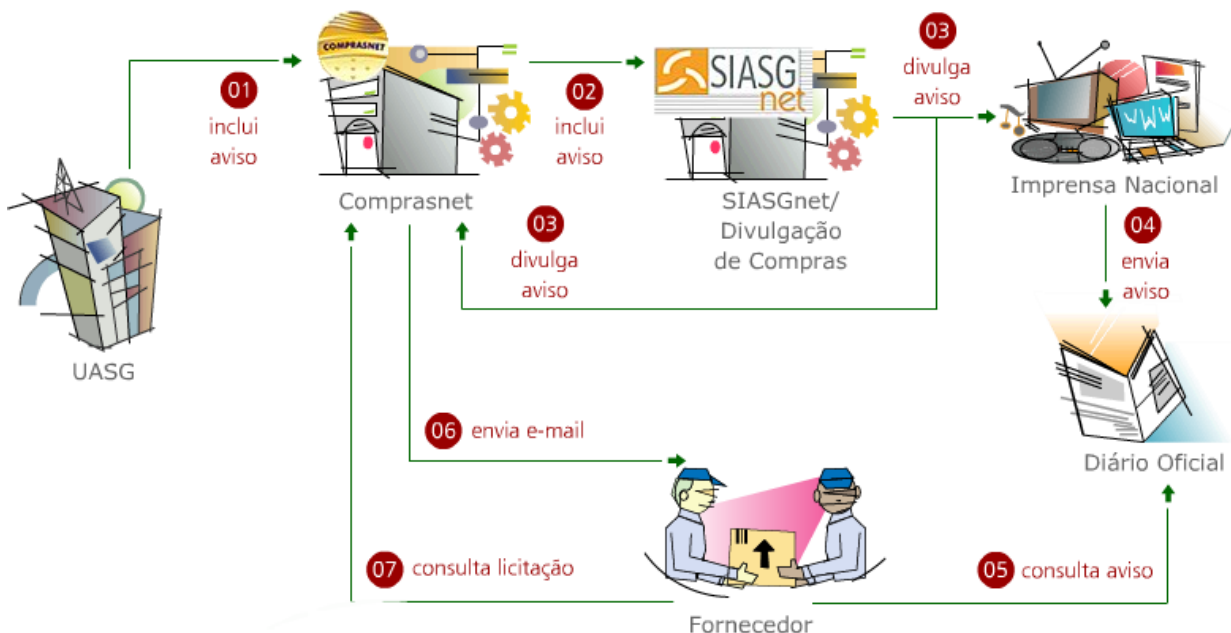 COMPRASNET
01
inclui
aviso
02
inclui
aviso
SIASG
net
03
divulga
aviso
WWW
UASG
Comprasnet
SIASGnet/
Divulgação
de Compras
Imprensa Nacional
03
divulga
aviso
04
envia
aviso
Diário Oficial
06 envia e-mail
07 consulta licitação
05 consulta aviso
Fornecedor